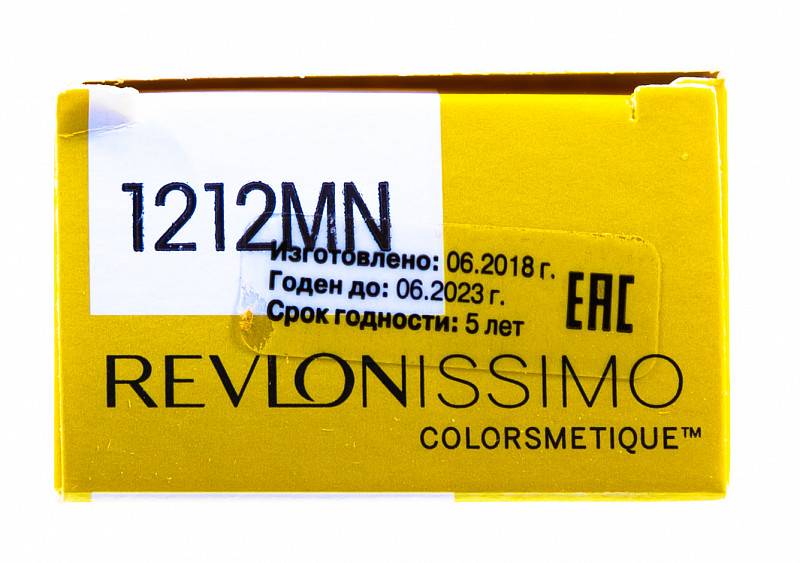 1212MN
Изготовлено: 06.2018 г.
Годен до: 06.2023 г.
Срок годности: 5 лет
EAC
REVLONISSIMO
COLORSMETIQUE™